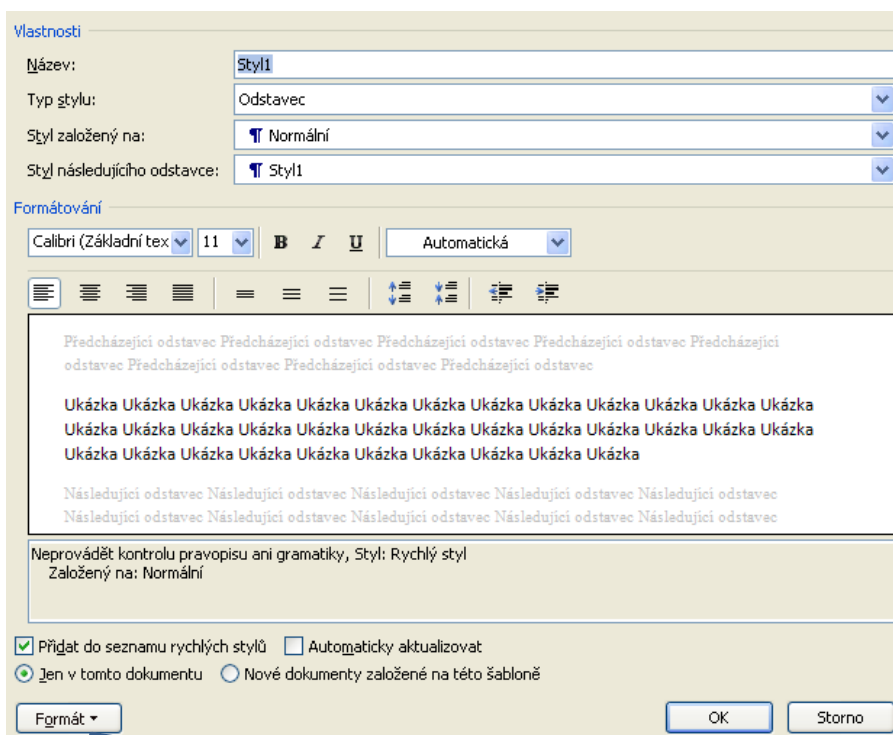 Vlastnosti
Název:
Styl1
Typ stylu:
Odstavec
Styl založený na:
¶ Normální
Styl následujícího odstavce:
¶ Styl1
Formátování
Calibri (Základní tex
11
B
I
U
Automatická
Předcházející odstavec Předcházející odstavec Předcházející odstavec Předcházející odstavec Předcházející
odstavec Předcházející odstavec Předcházející odstavec Předcházející odstavec
Ukázka Ukázka Ukázka Ukázka Ukázka Ukázka Ukázka Ukázka Ukázka Ukázka Ukázka Ukázka Ukázka
Ukázka Ukázka Ukázka Ukázka Ukázka Ukázka Ukázka Ukázka Ukázka Ukázka Ukázka Ukázka Ukázka
Ukázka Ukázka Ukázka Ukázka Ukázka Ukázka Ukázka Ukázka Ukázka Ukázka
Následující odstavec Následující odstavec Následující odstavec Následující odstavec Následující odstavec
Následující odstavec Následující odstavec Následující odstavec Následující odstavec Následující odstavec
Neprovádět kontrolu pravopisu ani gramatiky, Styl: Rychlý styl
Založený na: Normální
Přidat do seznamu rychlých stylů
Automaticky aktualizovat
Jen v tomto dokumentu
Nové dokumenty založené na této šabloně
Formát
OK
Storno